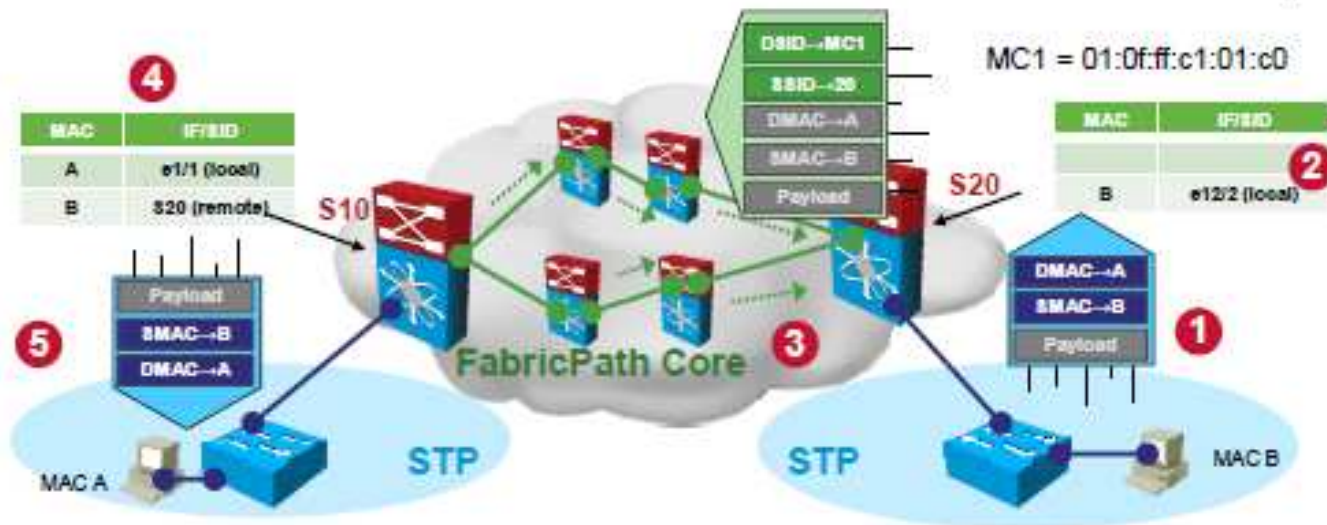 DSID→MC1
SSID→20
DMAC→A
SMAC→B
Payload
MC1 = 01:0f:ff:c1:01:c0
4
MAC IF/SID
A e1/1 (local)
B S20 (remote)
S10
S20
MAC IF/SID
B e12/2 (local)
2
DMAC→A
SMAC→B
Payload
1
Payload
SMAC→B
DMAC→A
5
3
FabricPath Core
STP
STP
MAC A
MAC B